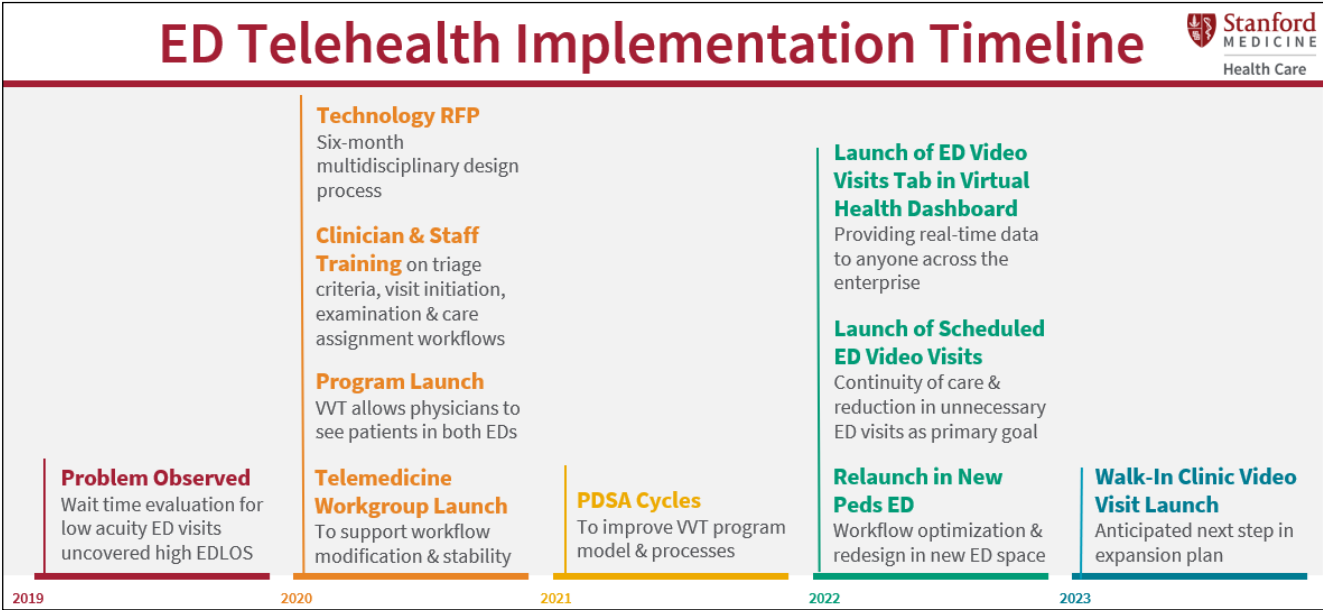 ED Telehealth Implementation Timeline
Stanford
MEDICINE
Health Care
Problem Observed
Wait time evaluation for
low acuity ED visits
uncovered high EDLOS
2019
Technology RFP
Six-month
multidisciplinary design
process
Clinician & Staff
Training on triage
criteria, visit initiation,
examination & care
assignment workflows
Program Launch
VVT allows physicians to
see patients in both EDs
Telemedicine
Workgroup Launch
To support workflow
modification & stability
2020
PDSA Cycles
To improve VVT program
model & processes
2021
Launch of ED Video
Visits Tab in Virtual
Health Dashboard
Providing real-time data
to anyone across the
enterprise
Launch of Scheduled
ED Video Visits
Continuity of care &
reduction in unnecessary
ED visits as primary goal
Relaunch in New
Peds ED
Workflow optimization &
redesign in new ED space
2022
Walk-In Clinic Video
Visit Launch
Anticipated next step in
expansion plan
2023